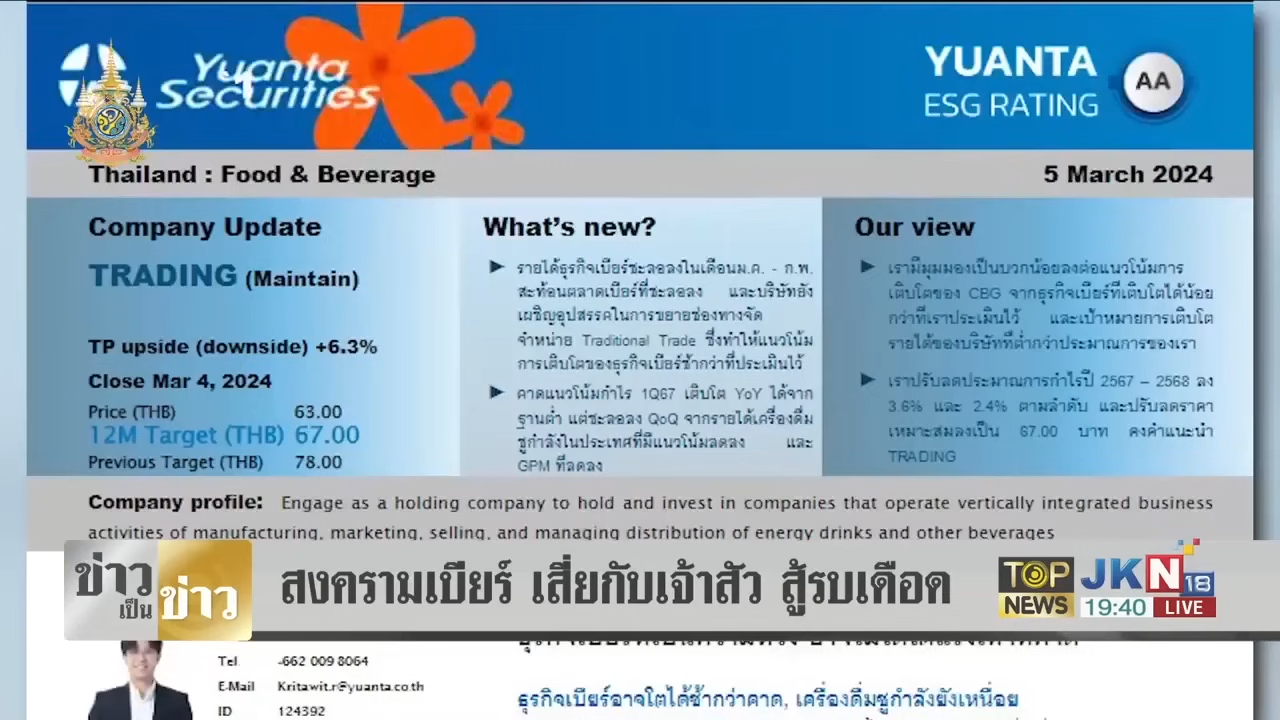 Yuanta
Securities
YUANTA
ESG RATING
AA
Thailand : Food & Beverage
5 March 2024
Company Update
TRADING (Maintain)
TP upside (downside) +6.3%
Close Mar 4, 2024
Price (THB) 63.00
12M Target (THB) 67.00
Previous Target (THB) 78.00
What's new?
► รายได้ธุรกิจเบียร์ชะลอลงในเดือนม.ค. - ก.พ.
สะท้อนตลาดเบียร์ที่ชะลอลง และบริษัทยัง
เผชิญอุปสรรคในการขยายช่องทางจัด
จำหน่าย Traditional Trade ซึ่งทำให้แนวโน้ม
การเติบโตของธุรกิจเบียร์ช้ากว่าที่ประเมินไว้
► คาดแนวโน้มกำไร 1Q67 เติบโต YoY ได้จาก
ฐานต่ำ แต่ชะลอลง QoQ จากรายได้เครื่องดื่ม
ชูกำลังในประเทศที่มีแนวโน้มลดลง และ
GPM ที่ลดลง
Our view
► เรามีมุมมองเป็นบวกน้อยลงต่อแนวโน้มการ
เติบโตของ CBG จากธุรกิจเบียร์ที่เติบโตได้น้อย
กว่าที่เราประเมินไว้ และเป้าหมายการเติบโต
รายได้ของบริษัทที่ต่ำกว่าประมาณการของเรา
► เราปรับลดประมาณการกำไรปี 2567 – 2568 ลง
3.6% และ 2.4% ตามลำดับ และปรับลดราคา
เหมาะสมลงเป็น 67.00 บาท คงคำแนะนำ
TRADING
Company profile: Engage as a holding company to hold and invest in companies that operate vertically integrated business
activities of manufacturing, marketing, selling, and managing distribution of energy drinks and other beverages
ข่าว
เป็น
ข่าว
สงครามเบียร์ เสี่ยกับเจ้าสัว สู้รบเดือด
TOP
NEWS
JKN
18
19:40
LIVE
Tel -662 009 8064
E-Mail Kritawit.r@yuanta.co.th
ID 124392
ธุรกิจเบียร์อาจโตได้ช้ากว่าคาด, เครื่องดื่มชูกำลังยังเหนื่อย